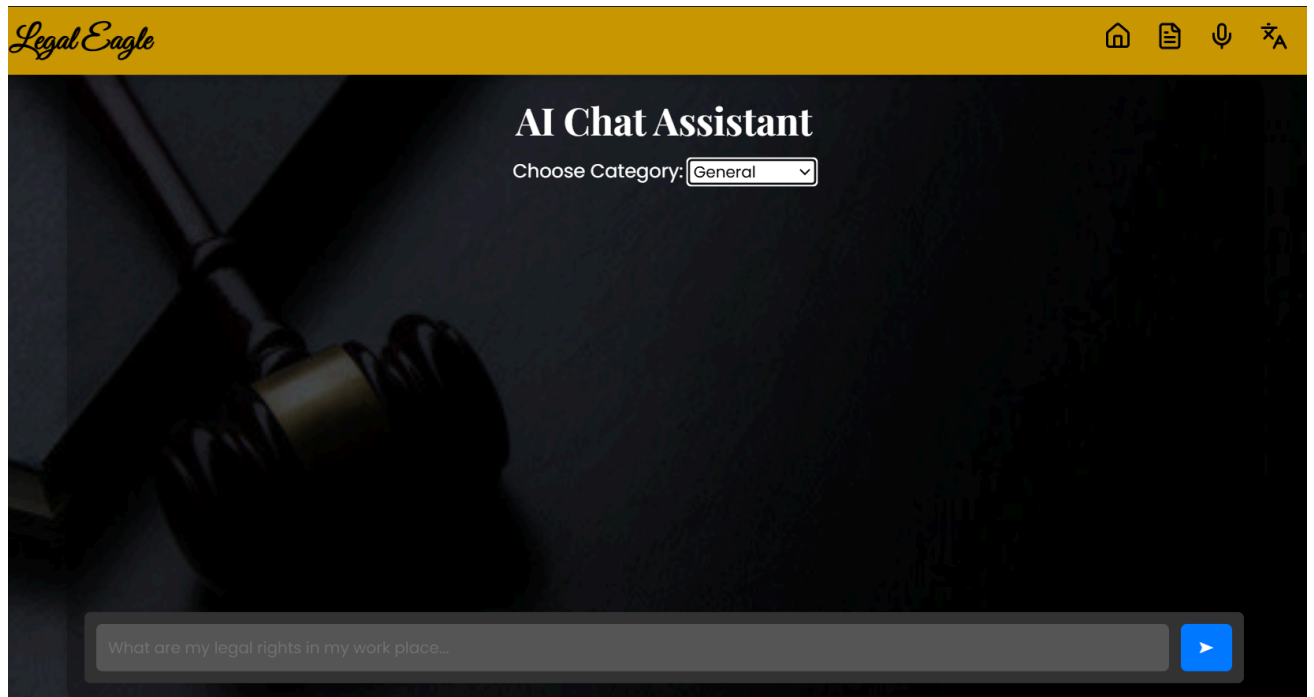 Legal Eagle
AI Chat Assistant
Choose Category: General
What are my legal rights in my work place...